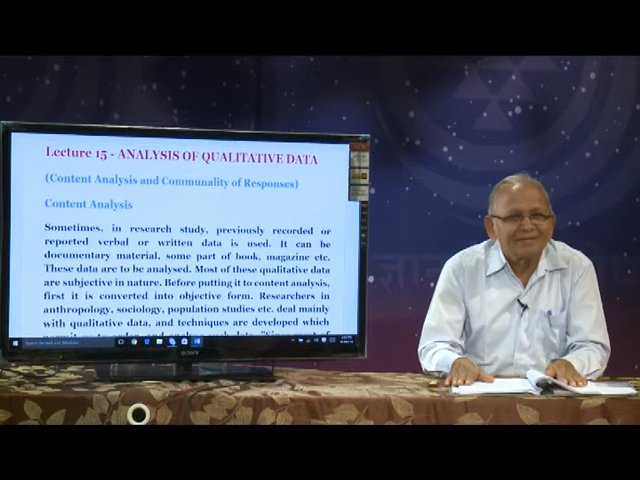 Lecture 15 - ANALYSIS OF QUALITATIVE DATA
(Content Analysis and Communality of Responses)
Content Analysis
Sometimes, in research study, previously recorded or
reported verbal or written data is used. It can be
documentary material, some part of book, magazine etc.
These data are to be analysed. Most of these qualitative data
are subjective in nature. Before putting it to content analysis,
first it is converted into objective form. Researchers in
anthropology, sociology, population studies etc. deal mainly
with qualitative data, and techniques are developed which
SONY